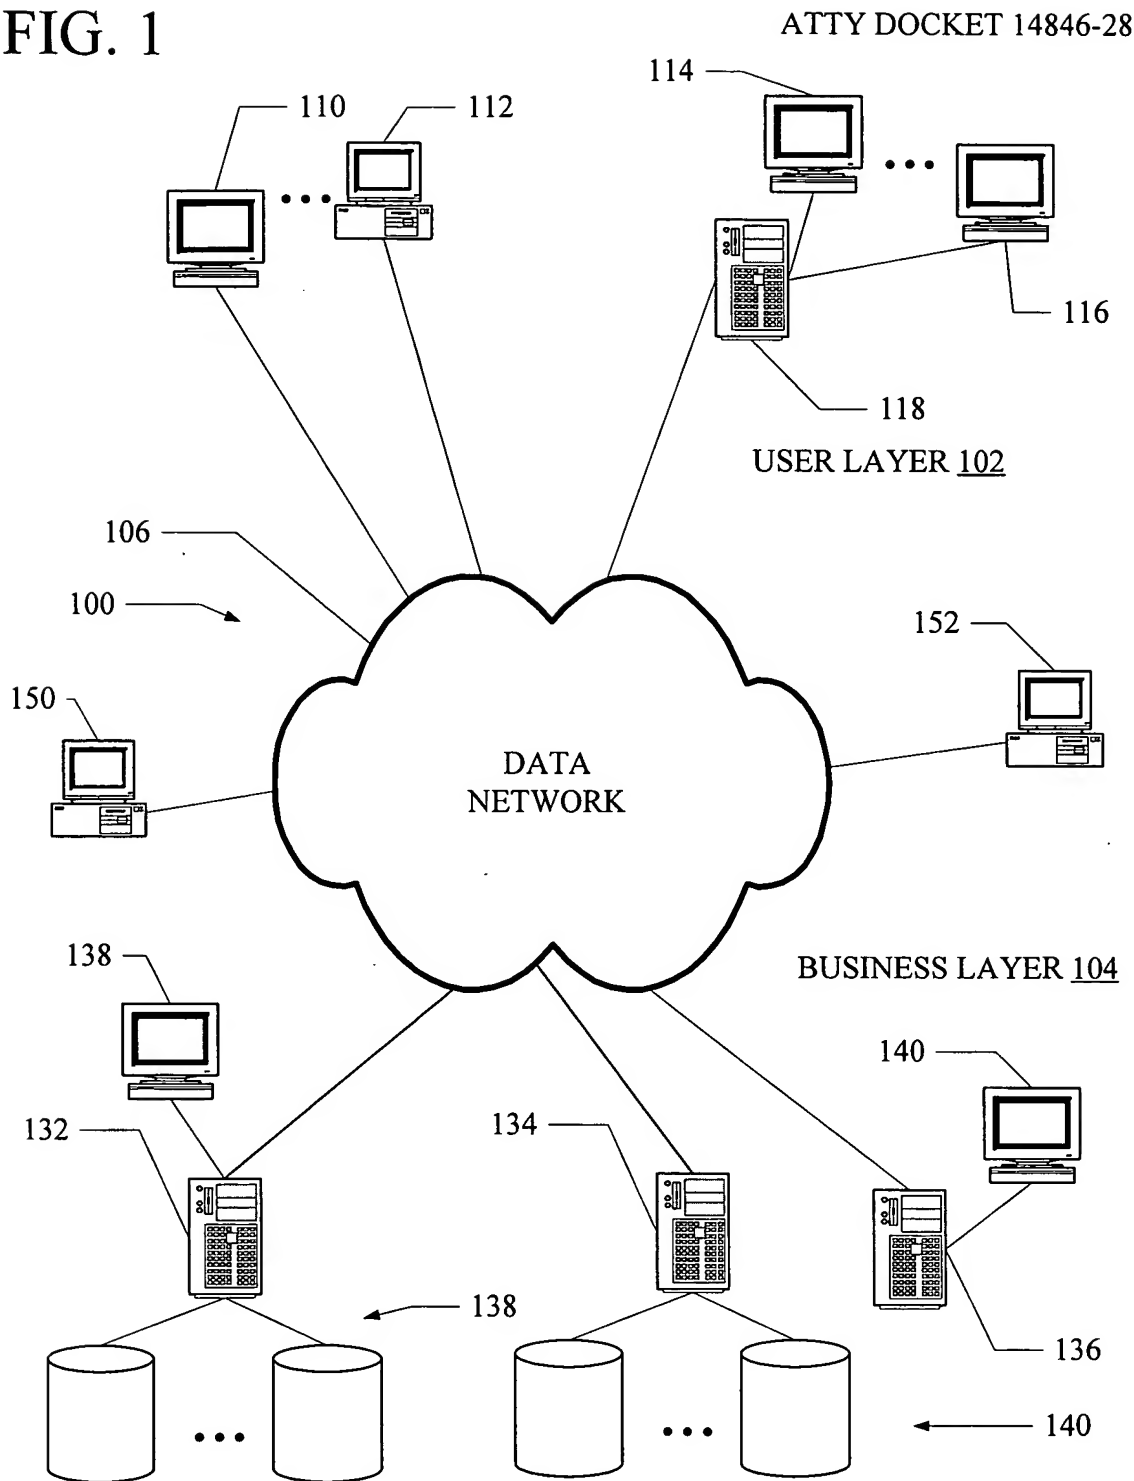 FIG. 1
ATTY DOCKET 14846-28
110
112
114
116
118
USER LAYER 102
106
100
152
150
DATA
NETWORK
138
BUSINESS LAYER 104
140
132
134
138
136
140